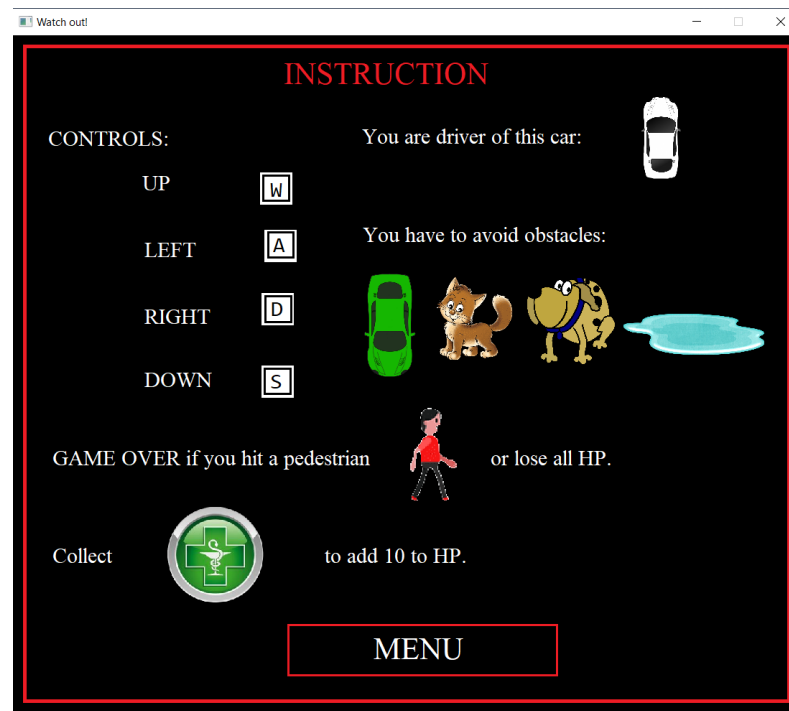 Watch out!
INSTRUCTION
CONTROLS:
You are driver of this car:
UP W
LEFT A
You have to avoid obstacles:
RIGHT D
DOWN S
GAME OVER if you hit a pedestrian or lose all HP.
Collect to add 10 to HP.
MENU